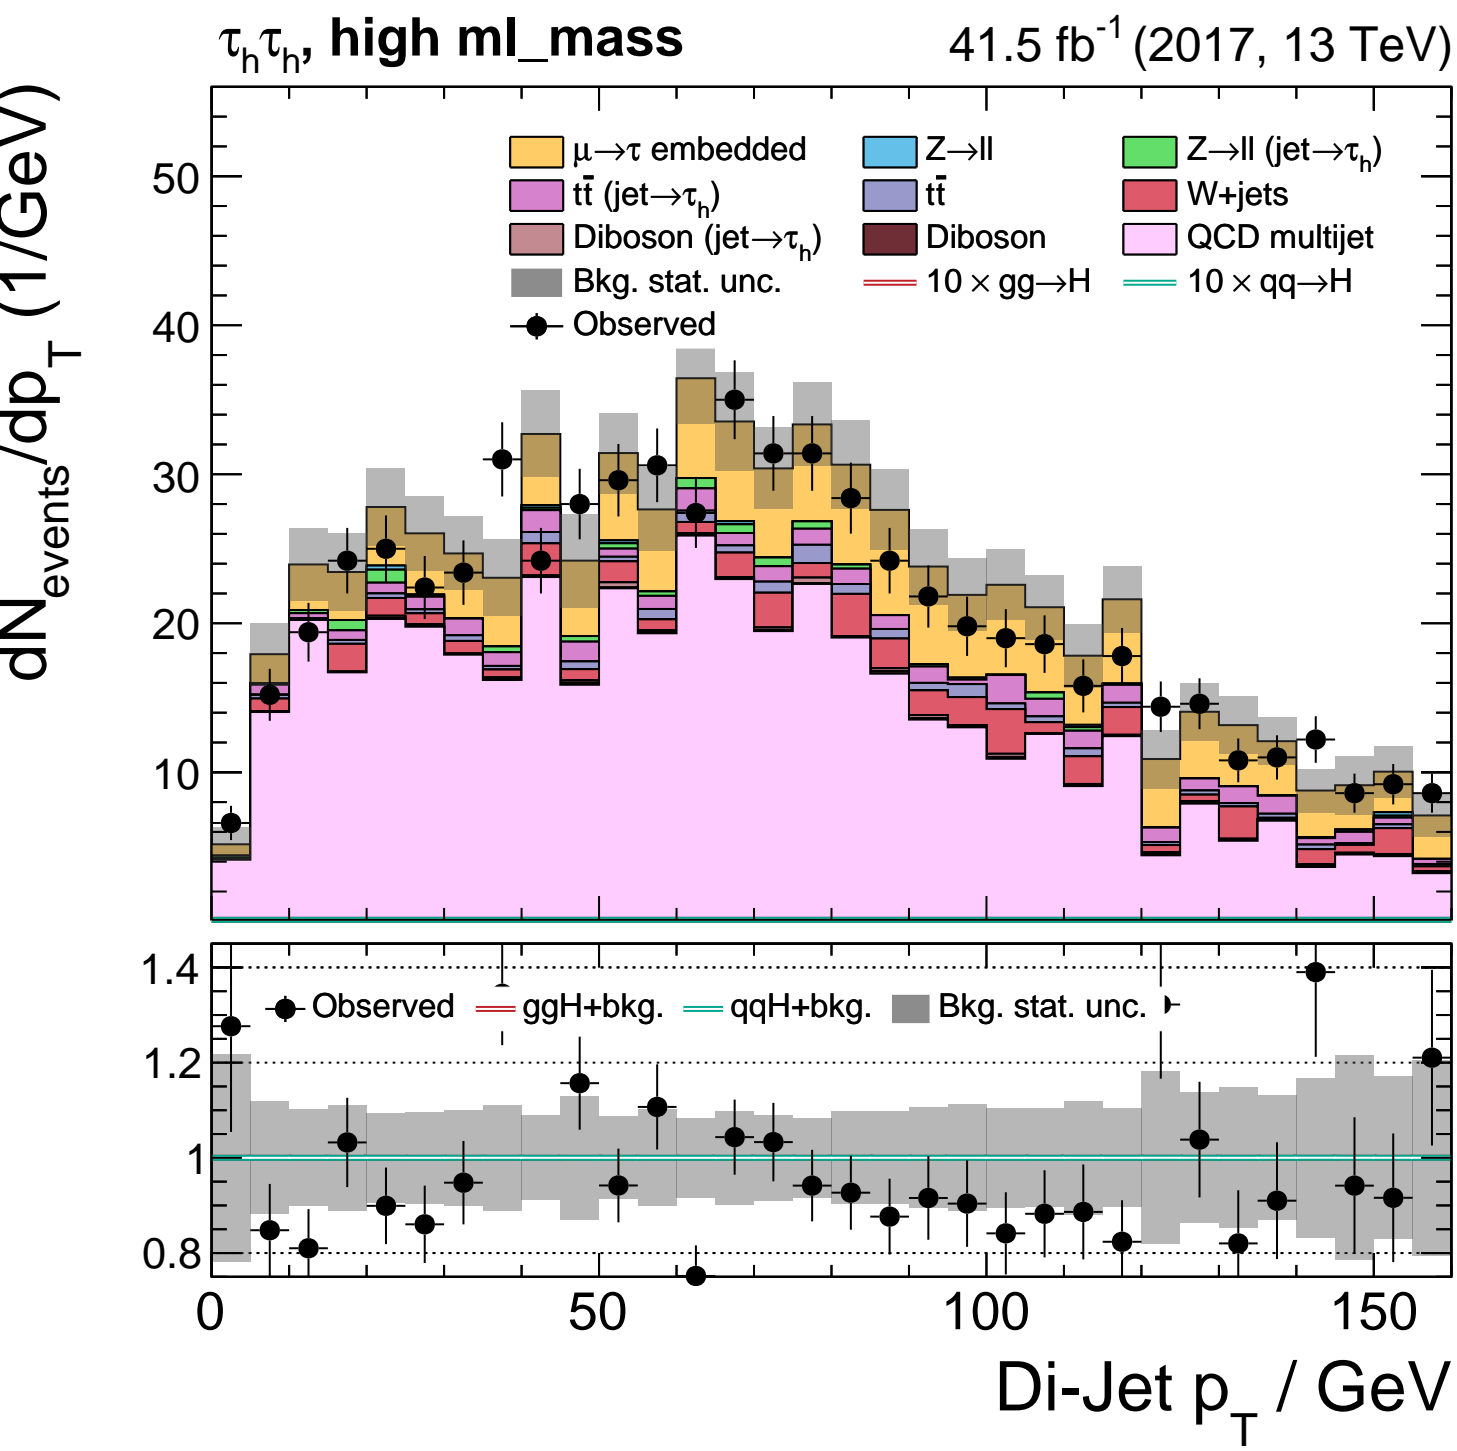 τhτh, high ml_mass 41.5 fb-1 (2017, 13 TeV)
dNevents/dpT (1/GeV)
μ→τ embedded Z→ll Z→ll (jet→τh)
tt̄ (jet→τh) tt̄ W+jets
Diboson (jet→τh) Diboson QCD multijet
Bkg. stat. unc. 10 × gg→H 10 × qq→H
Observed
50
40
30
20
10
1.4
Observed ggH+bkg. qqH+bkg. Bkg. stat. unc.
1.2
1
0.8
0 50 100 150
Di-Jet pT / GeV